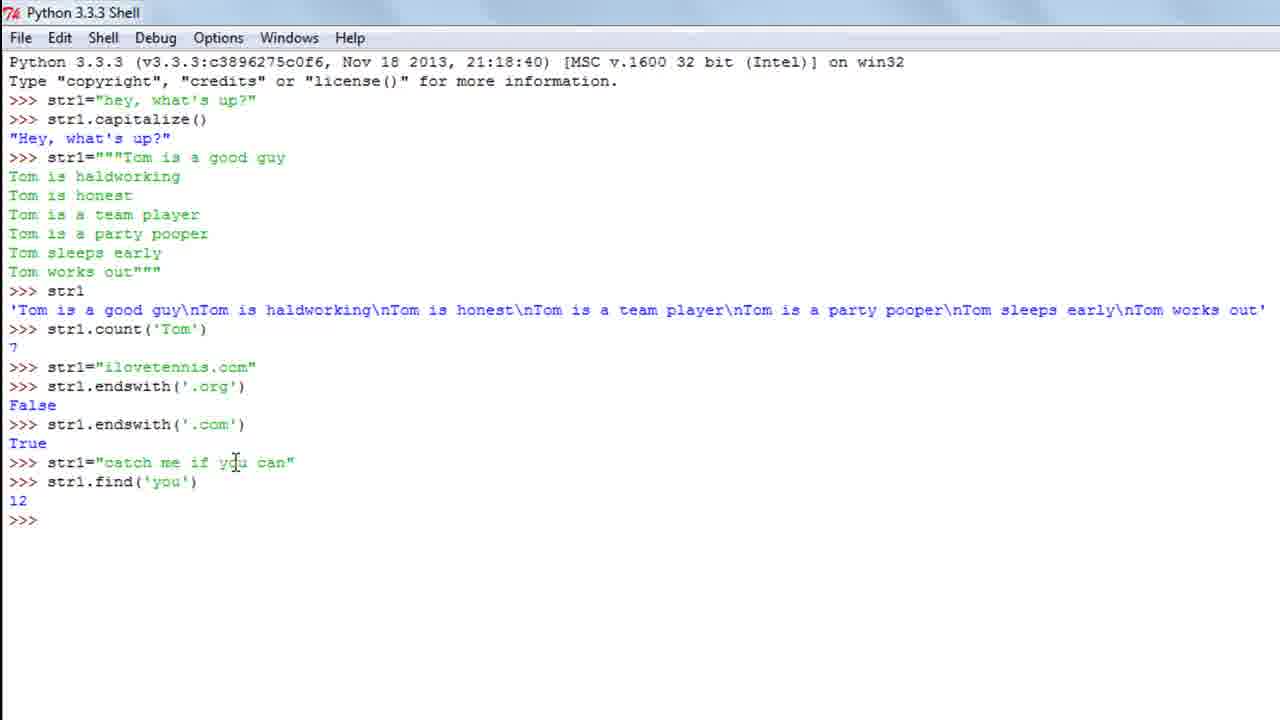 Python 3.3.3 Shell
File Edit Shell Debug Options Windows Help
Python 3.3.3 (v3.3.3:c3896275c0f6, Nov 18 2013, 21:18:40) [MSC v.1600 32 bit (Intel)] on win32
Type "copyright", "credits" or "license()" for more information.
>>> str1="hey, what's up?"
>>> str1.capitalize()
"Hey, what's up?"
>>> str1="""Tom is a good guy
Tom is haldworking
Tom is honest
Tom is a team player
Tom is a party pooper
Tom sleeps early
Tom works out"""
>>> str1
'Tom is a good guy\nTom is haldworking\nTom is honest\nTom is a team player\nTom is a party pooper\nTom sleeps early\nTom works out'
>>> str1.count('Tom')
7
>>> str1="ilovetennis.com"
>>> str1.endswith('.org')
False
>>> str1.endswith('.com')
True
>>> str1="catch me if you can"
>>> str1.find('you')
12
>>>